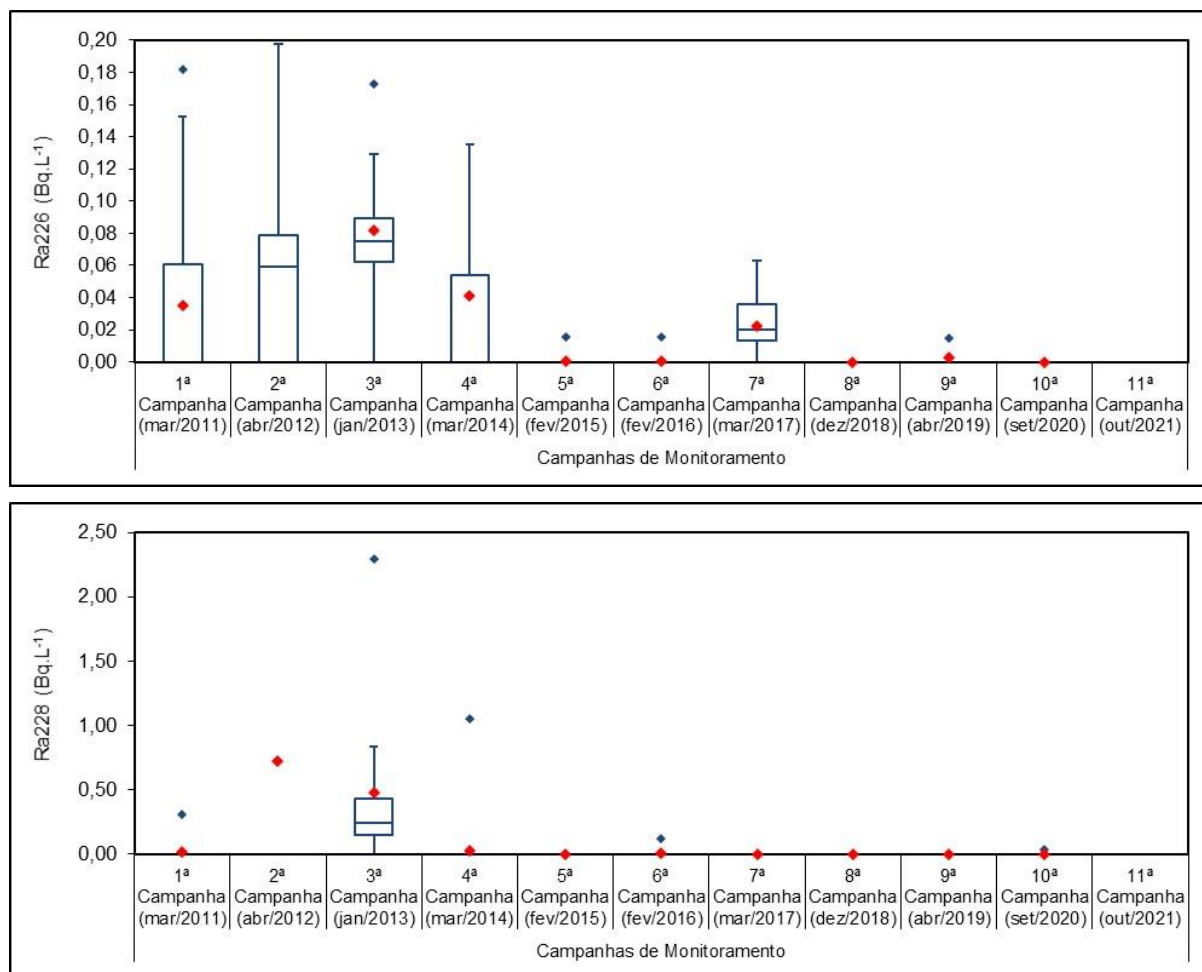 Ra226 (Bq.L⁻¹)
0,20
0,18
0,16
0,14
0,12
0,10
0,08
0,06
0,04
0,02
0,00
1ª 2ª 3ª 4ª 5ª 6ª 7ª 8ª 9ª 10ª 11ª
Campanha Campanha Campanha Campanha Campanha Campanha Campanha Campanha Campanha Campanha Campanha
(mar/2011) (abr/2012) (jan/2013) (mar/2014) (fev/2015) (fev/2016) (mar/2017) (dez/2018) (abr/2019) (set/2020) (out/2021)
Campanhas de Monitoramento
Ra228 (Bq.L⁻¹)
2,50
2,00
1,50
1,00
0,50
0,00
1ª 2ª 3ª 4ª 5ª 6ª 7ª 8ª 9ª 10ª 11ª
Campanha Campanha Campanha Campanha Campanha Campanha Campanha Campanha Campanha Campanha Campanha
(mar/2011) (abr/2012) (jan/2013) (mar/2014) (fev/2015) (fev/2016) (mar/2017) (dez/2018) (abr/2019) (set/2020) (out/2021)
Campanhas de Monitoramento